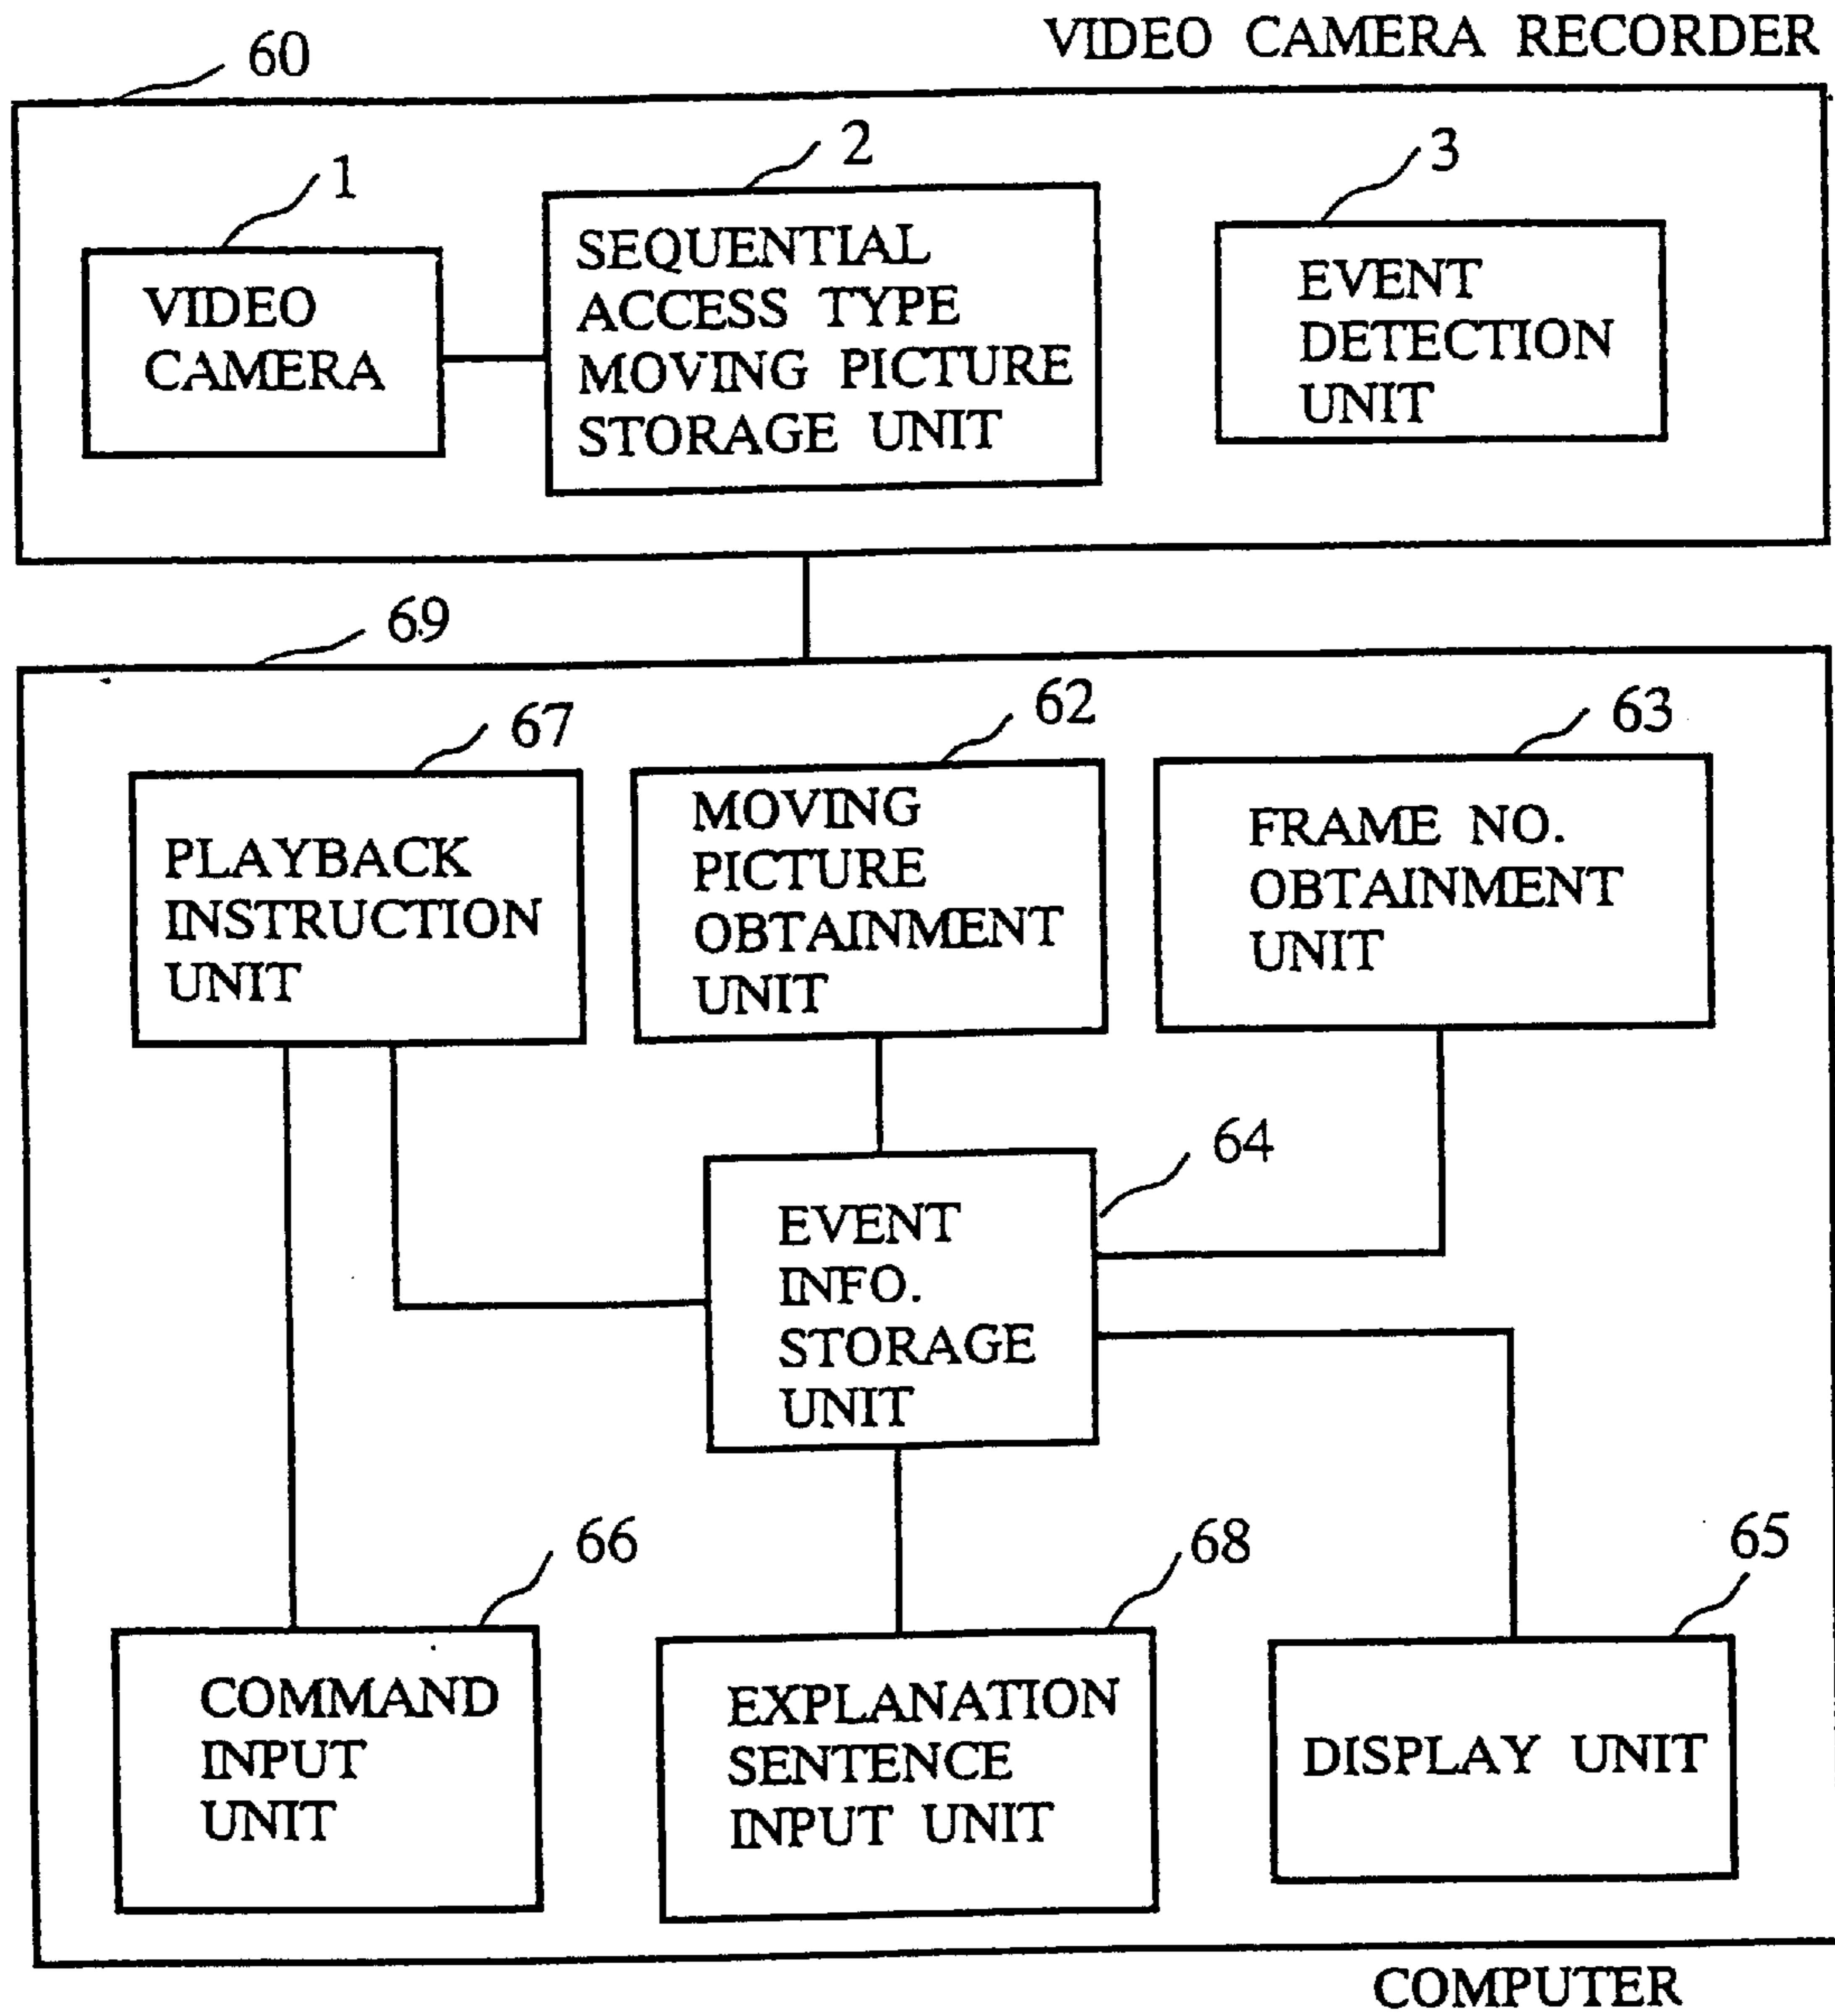 VIDEO CAMERA RECORDER
60
1
2
3
VIDEO
CAMERA
SEQUENTIAL
ACCESS TYPE
MOVING PICTURE
STORAGE UNIT
EVENT
DETECTION
UNIT
69
67
62
63
PLAYBACK
INSTRUCTION
UNIT
MOVING
PICTURE
OBTAINMENT
UNIT
FRAME NO.
OBTAINMENT
UNIT
64
EVENT
INFO.
STORAGE
UNIT
66
68
65
COMMAND
INPUT
UNIT
EXPLANATION
SENTENCE
INPUT UNIT
DISPLAY UNIT
COMPUTER